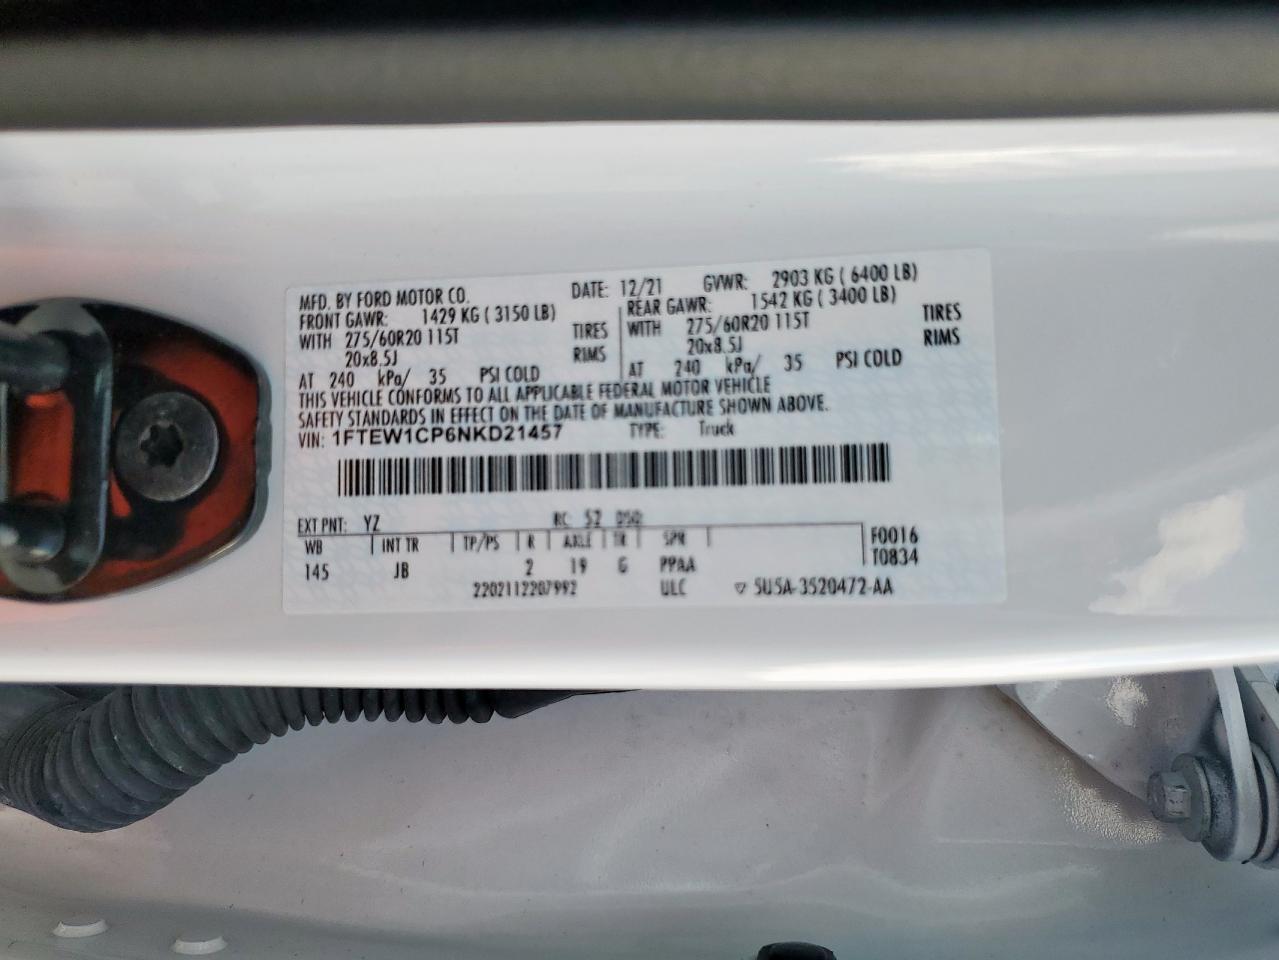 MFD. BY FORD MOTOR CO. DATE: 12/21 GVWR: 2903 KG ( 6400 LB)
FRONT GAWR: 1429 KG ( 3150 LB) REAR GAWR: 1542 KG ( 3400 LB)
WITH 275/60R20 115T TIRES WITH 275/60R20 115T TIRES
20x8.5J RIMS 20x8.5J RIMS
AT 240 kPa/ 35 PSI COLD AT 240 kPa/ 35 PSI COLD
THIS VEHICLE CONFORMS TO ALL APPLICABLE FEDERAL MOTOR VEHICLE
SAFETY STANDARDS IN EFFECT ON THE DATE OF MANUFACTURE SHOWN ABOVE.
VIN: 1FTEW1CP6NKD21457 TYPE: Truck
EXT PNT: YZ RC: 52 DSO:
WB INT TR TP/PS R AXLE TR SPR F0016
145 JB 2 19 G PPAA T0834
2202112207992 ULC ▽ 5U5A-3520472-AA